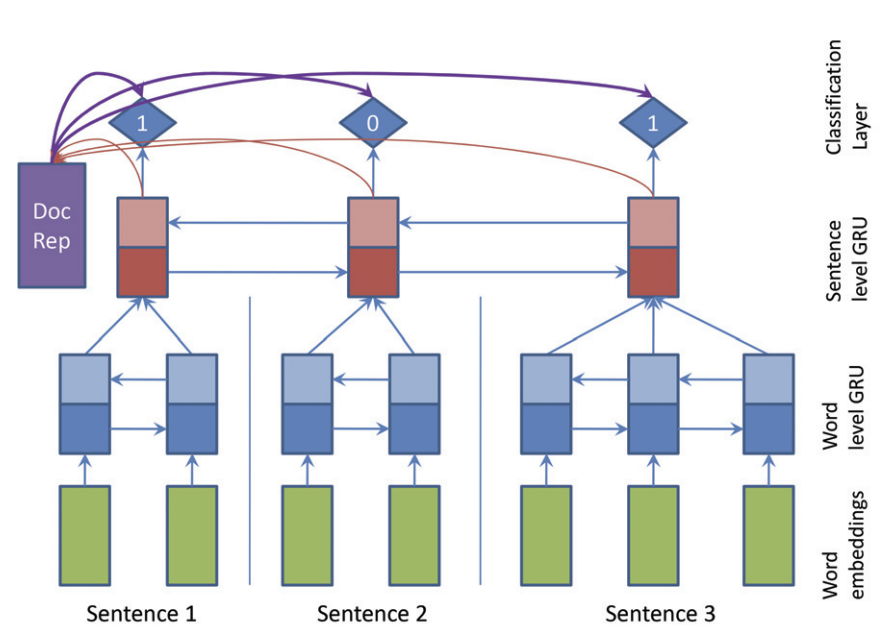 Classification
Layer
1
0
1
Doc
Rep
Sentence
level GRU
Word
level GRU
Word
embeddings
Sentence 1
Sentence 2
Sentence 3